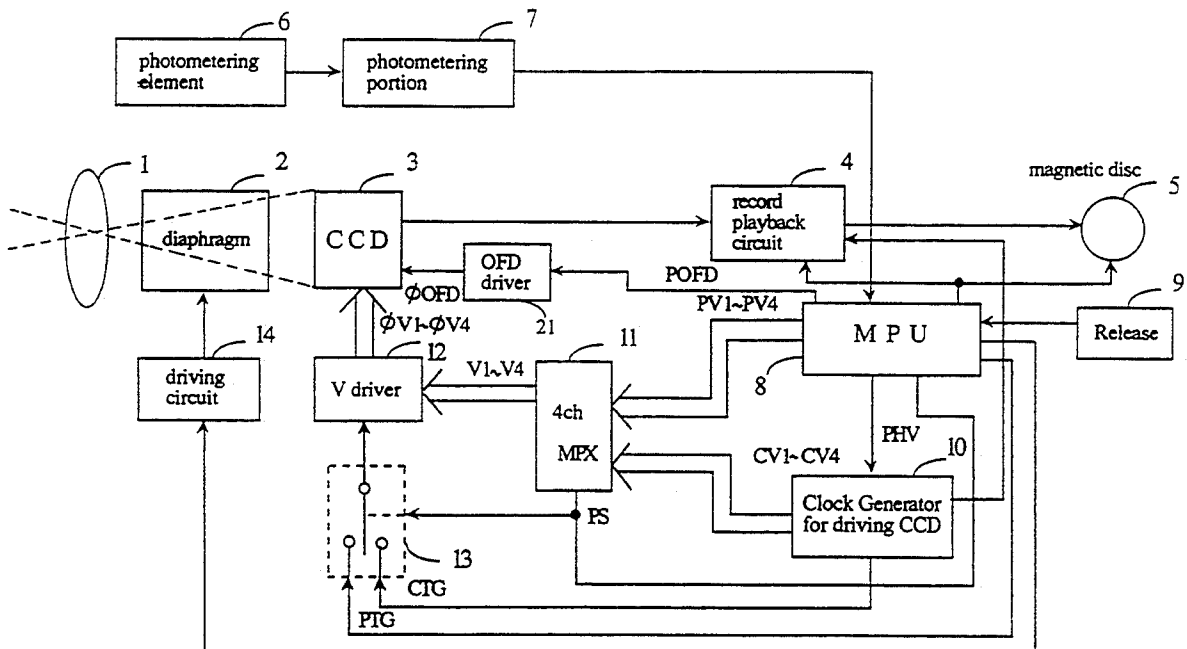 6
7
photometering
element
photometering
portion
1
2
3
4
magnetic disc
5
diaphragm
CCD
record
playback
circuit
OFD
driver
ϕOFD
21
POFD
PV1~PV4
9
Release
ϕV1~ϕV4
MPU
8
14
12
11
driving
circuit
V driver
V1~V4
4ch
MPX
PHV
CV1~CV4
10
Clock Generator
for driving CCD
PS
13
CTG
PTG